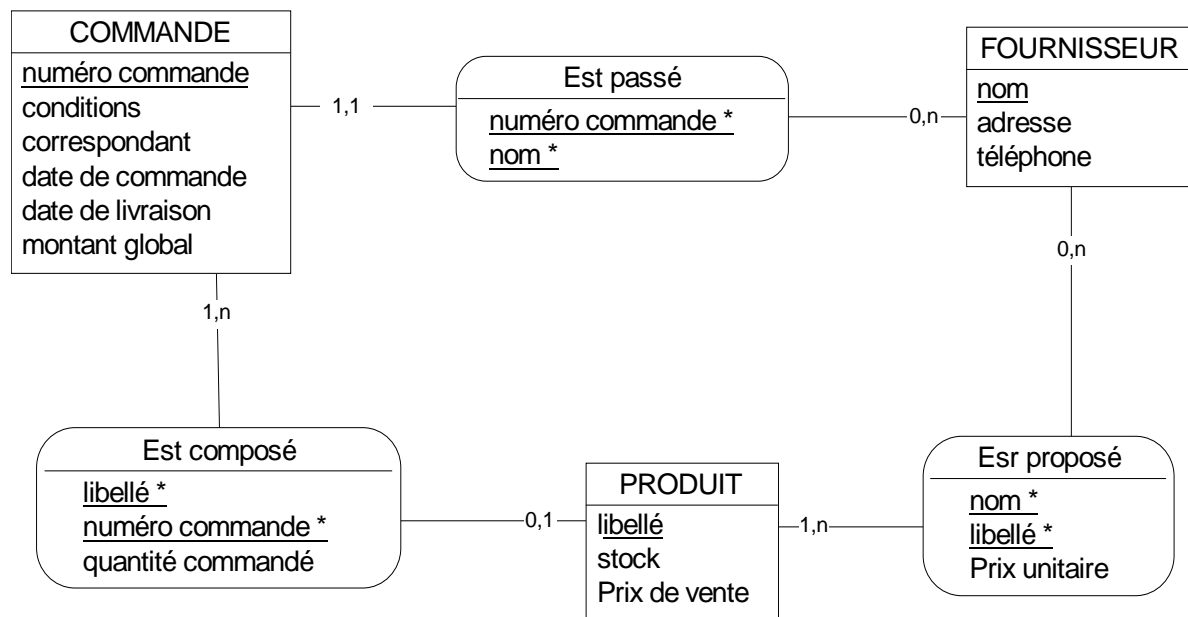 COMMANDE
numéro commande
conditions
correspondant
date de commande
date de livraison
montant global
1,1
Est passé
numéro commande *
nom *
0,n
FOURNISSEUR
nom
adresse
téléphone
1,n
0,n
Est composé
libellé *
numéro commande *
quantité commandé
0,1
PRODUIT
libellé
stock
Prix de vente
1,n
Esr proposé
nom *
libellé *
Prix unitaire